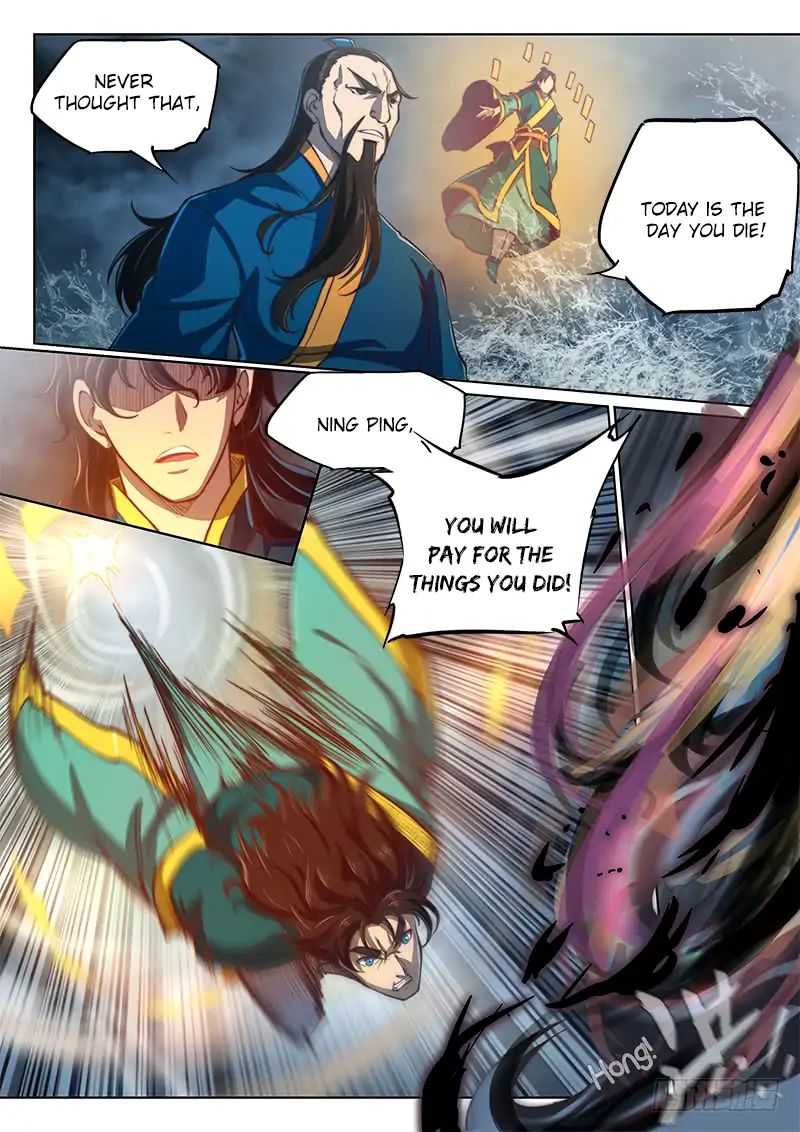 NEVER
THOUGHT THAT,
TODAY IS THE
DAY YOU DIE!
NING PING,
YOU WILL
PAY FOR THE
THINGS YOU DID!
Hong!